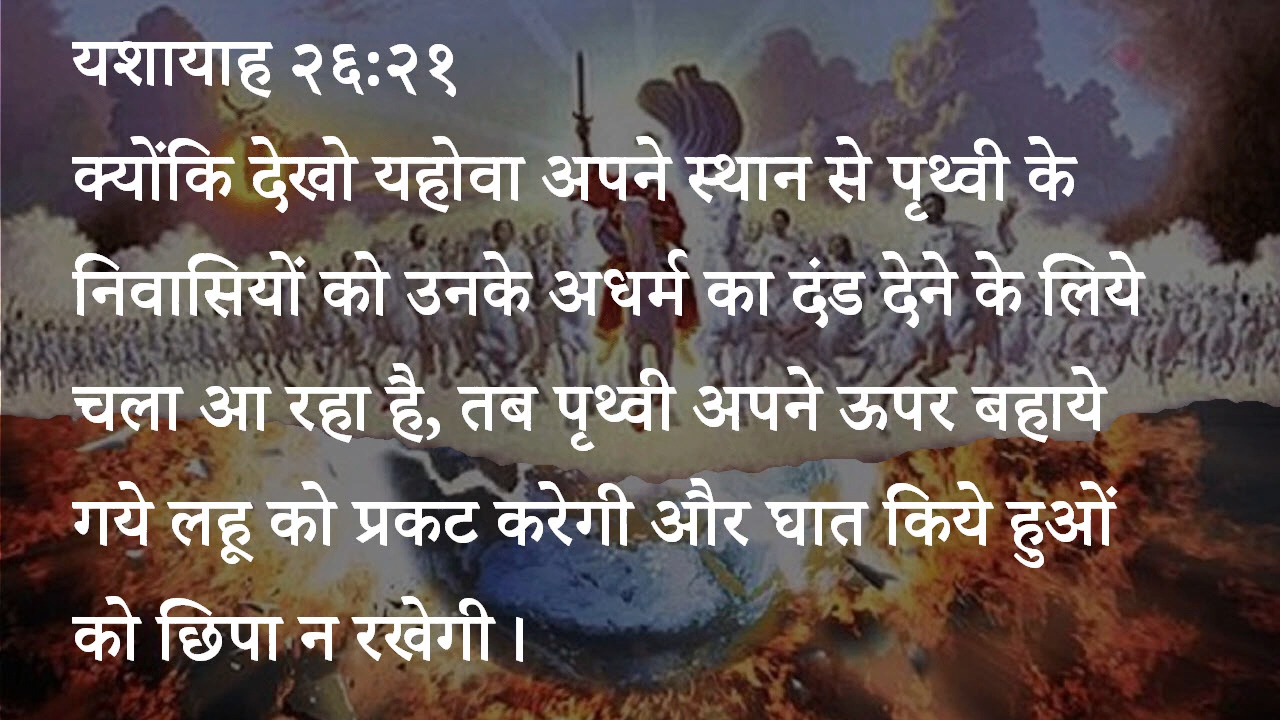 यशायाह २६:२१
क्योंकि देखो यहोवा अपने स्थान से पृथ्वी के
निवासियों को उनके अधर्म का दंड देने के लिये
चला आ रहा है, तब पृथ्वी अपने ऊपर बहाये
गये लहू को प्रकट करेगी और घात किये हुओं
को छिपा न रखेगी।